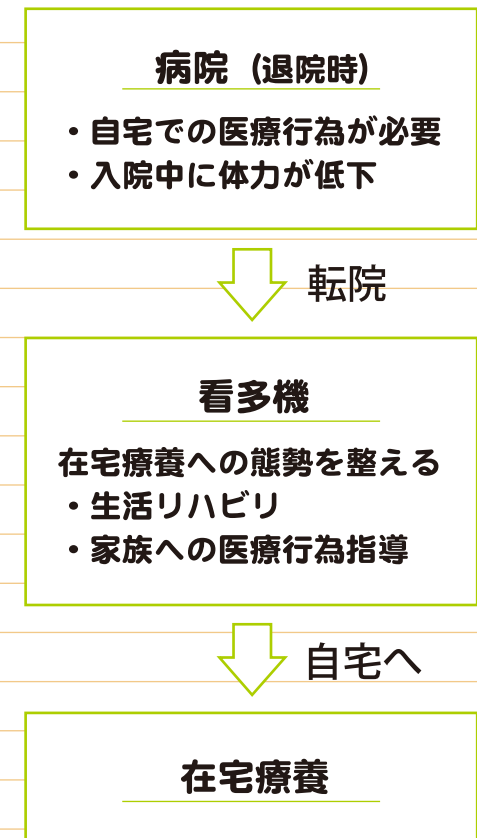 病院（退院時）
・自宅での医療行為が必要
・入院中に体力が低下
転院
看多機
在宅療養への態勢を整える
・生活リハビリ
・家族への医療行為指導
自宅へ
在宅療養